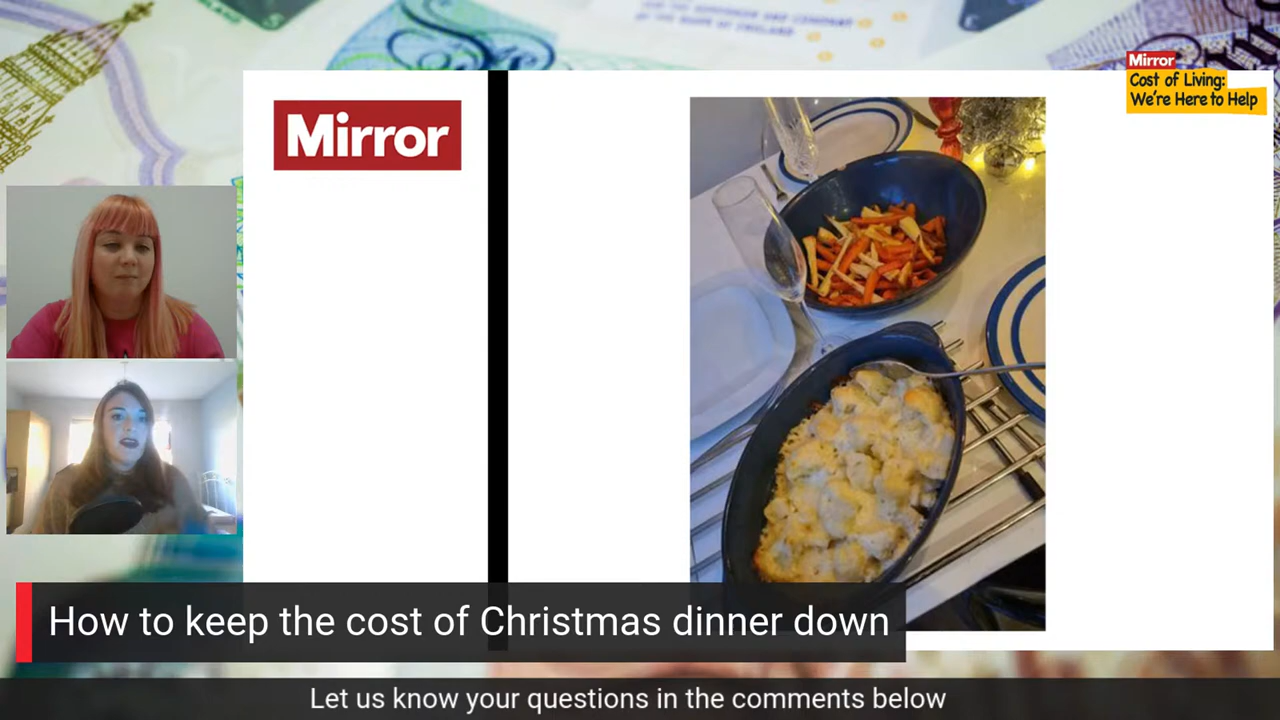 Mirror
Cost of Living:
We're Here to Help
Mirror
How to keep the cost of Christmas dinner down
Let us know your questions in the comments below